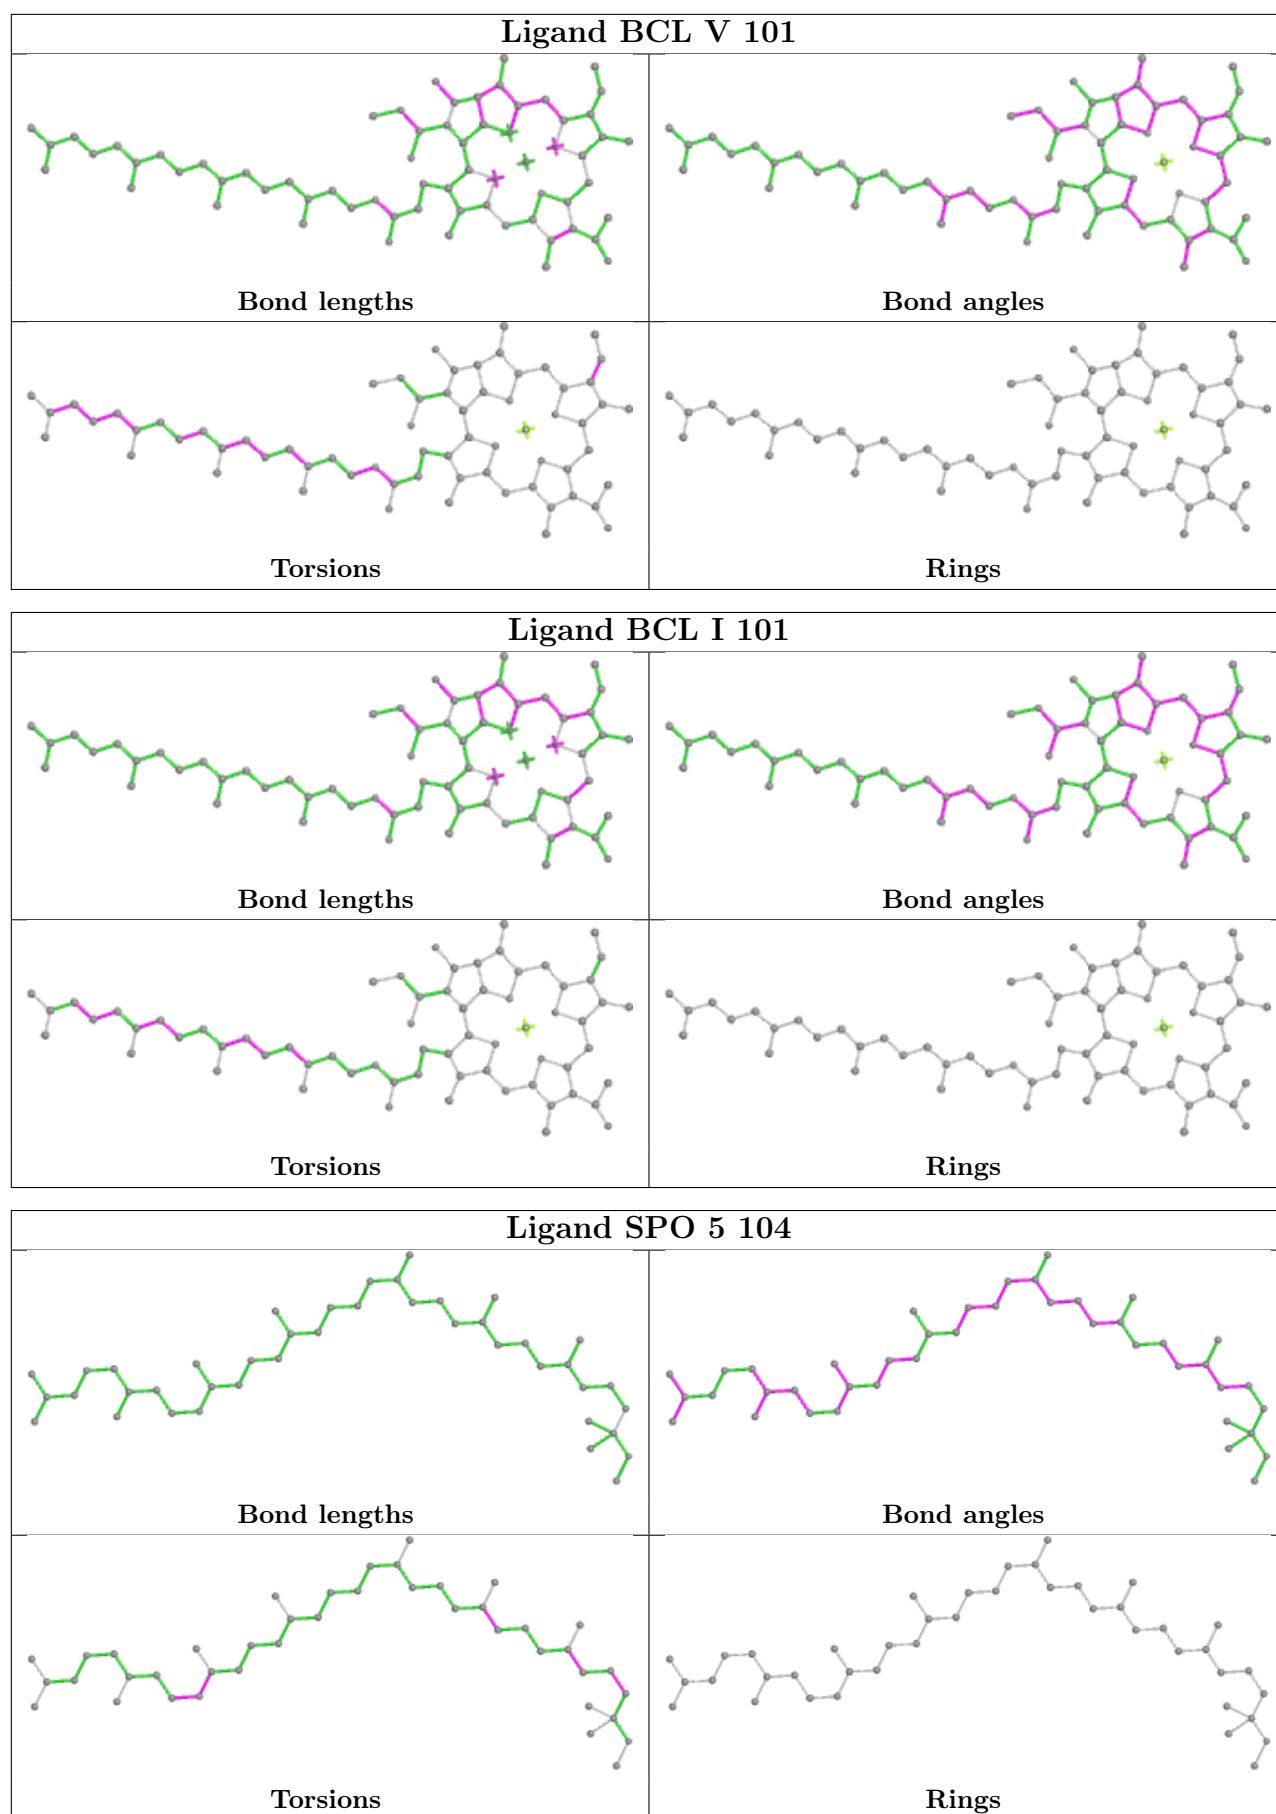 Ligand BCL V 101
Bond lengths
Bond angles
Torsions
Rings
Ligand BCL I 101
Bond lengths
Bond angles
Torsions
Rings
Ligand SPO 5 104
Bond lengths
Bond angles
Torsions
Rings